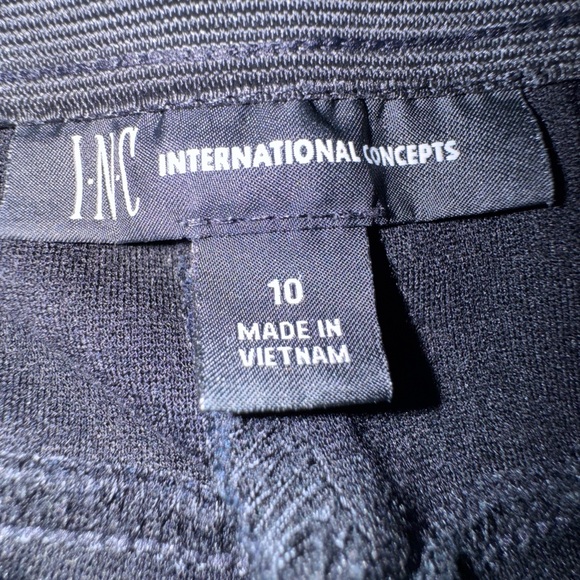 I·N·C INTERNATIONAL CONCEPTS
10
MADE IN
VIETNAM